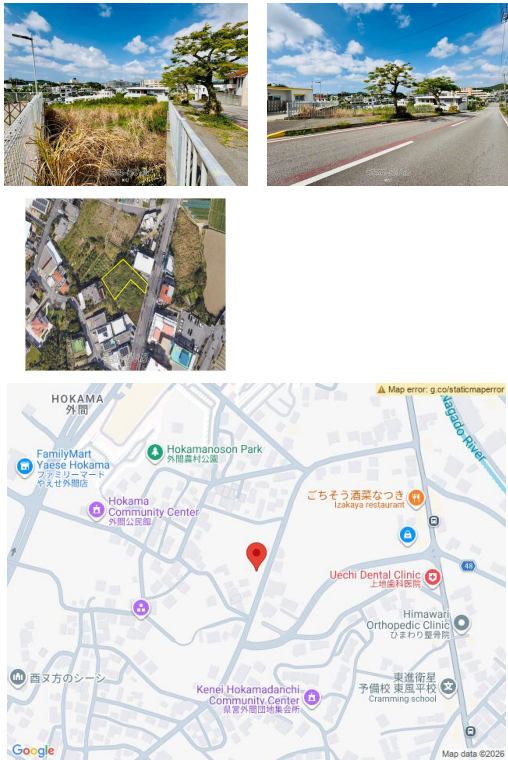 Map error: g.co/staticmaperror
HOKAMA
外間
Nagado River
Hokamanoson Park
外間農村公園
FamilyMart
Yaese Hokama
ファミリーマート
やえせ外間店
ごちそう酒菜なつき
Izakaya restaurant
Hokama
Community Center
外間公民館
48
Uechi Dental Clinic
上地歯科医院
Himawari
Orthopedic Clinic
ひまわり整骨院
酉ヌ方のシーシ
東進衛星
予備校 東風平校
Cramming school
Kenei Hokamadanchi
Community Center
県営外間団地集会所
Google
Map data ©2026